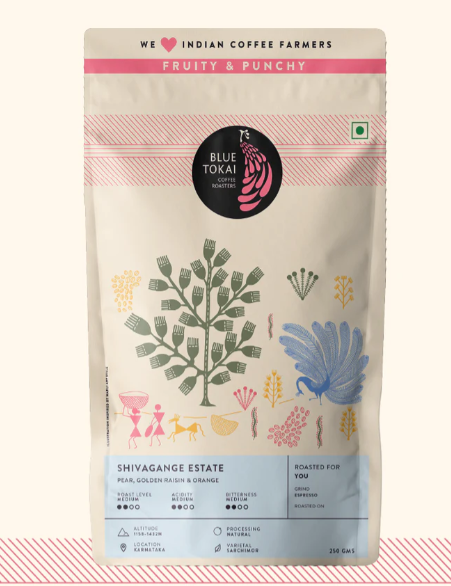 WE ♥ INDIAN COFFEE FARMERS
FRUITY & PUNCHY
BLUE
TOKAI
COFFEE
ROASTERS
SHIVAGANGE ESTATE
PEAR, GOLDEN RAISIN & ORANGE
ROAST LEVEL
MEDIUM
ACIDITY
MEDIUM
BITTERNESS
MEDIUM
ROASTED FOR
YOU
GRIND
ESPRESSO
ROASTED ON
ALTITUDE
LOCATION
KARNATAKA
PROCESSING
NATURAL
VARIETAL
SARCHIMOR
250 GMS